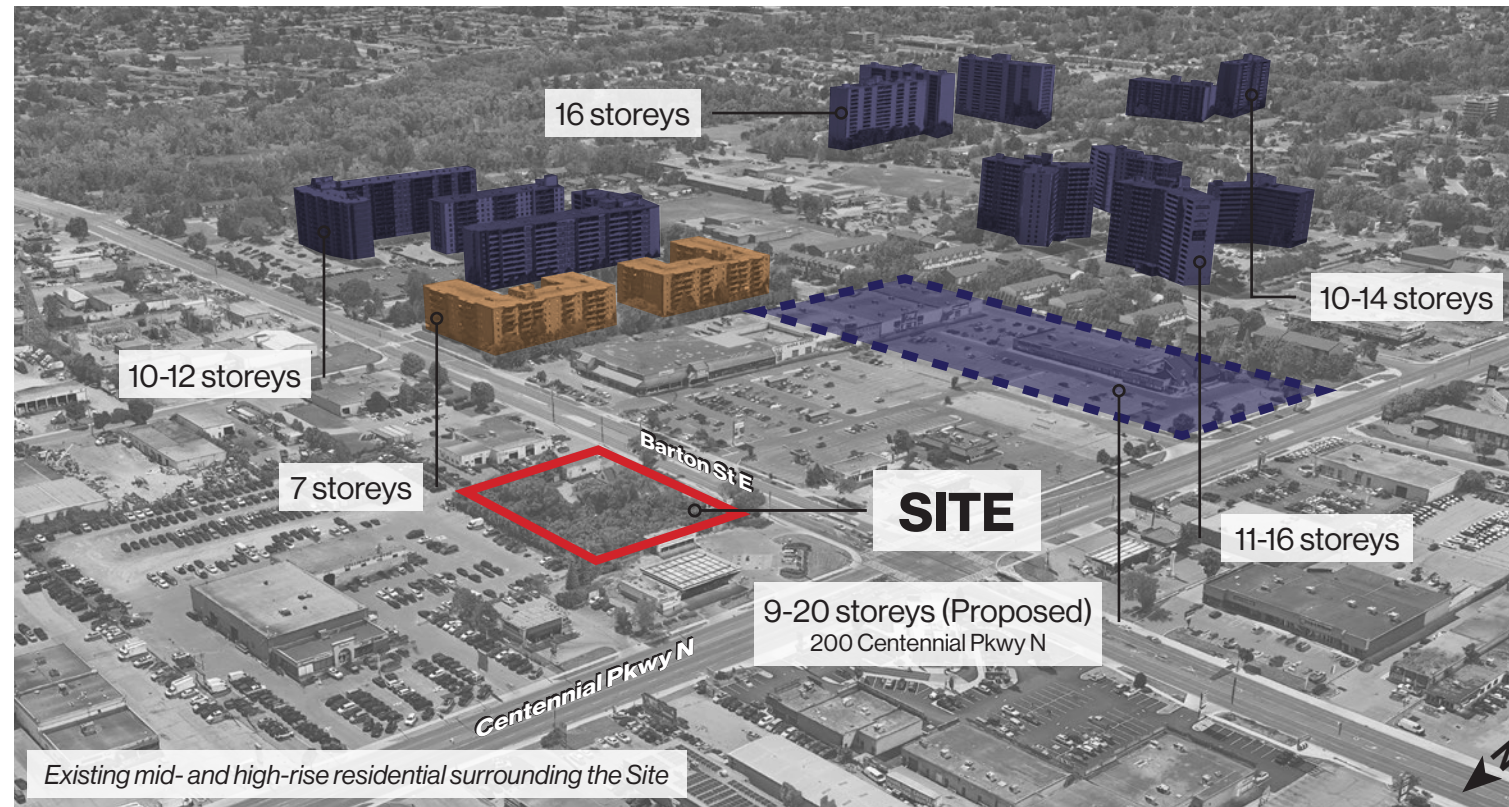 16 storeys
10-14 storeys
10-12 storeys
Barton St E
7 storeys
SITE
11-16 storeys
9-20 storeys (Proposed)
200 Centennial Pkwy N
Centennial Pkwy N
Existing mid- and high-rise residential surrounding the Site
N